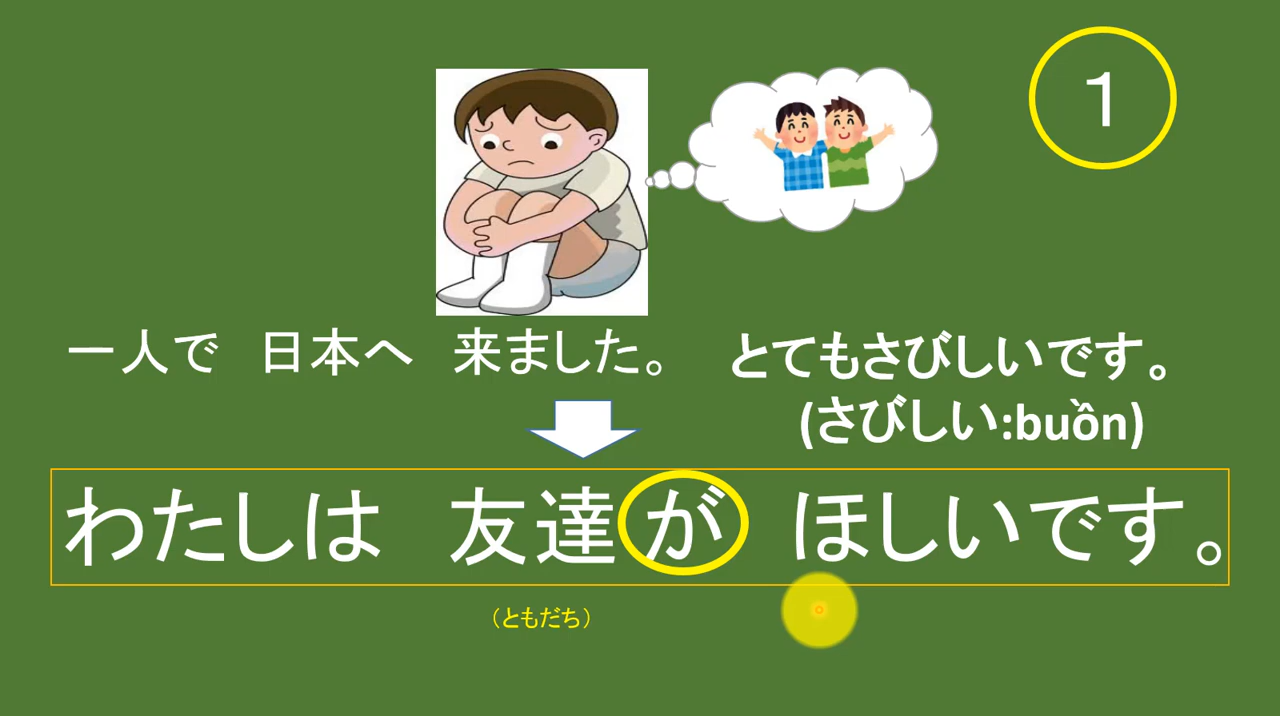 1
一人で 日本へ 来ました。 とてもさびしいです。
(さびしい:buồn)
わたしは 友達が ほしいです。
(ともだち)